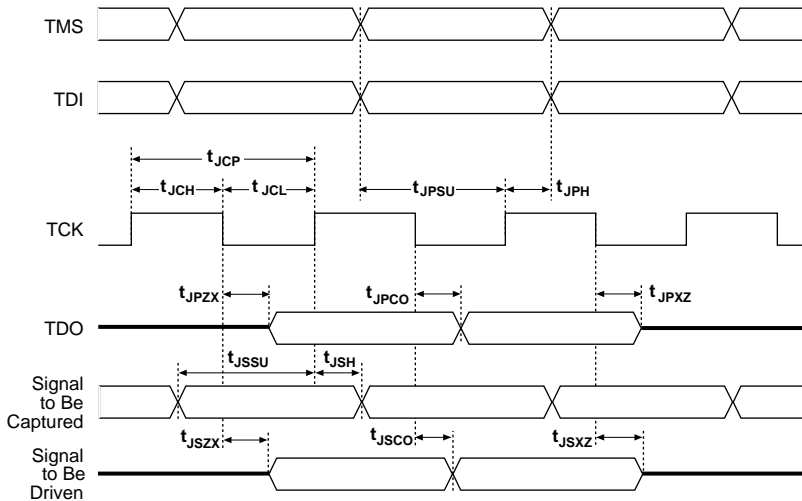 TMS
TDI
tJCP
tJCH
tJCL
tJPSU
tJPH
TCK
tJPZX
tJPCO
tJPXZ
TDO
tJSSU
tJSH
Signal
to Be
Captured
tJSZX
tJSCO
tJSXZ
Signal
to Be
Driven